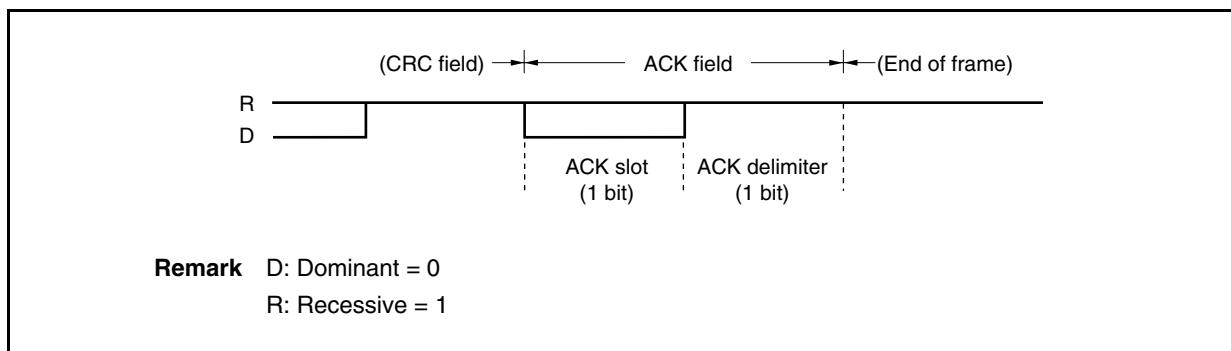 (CRC field) ACK field (End of frame)
R
D
ACK slot ACK delimiter
(1 bit) (1 bit)
Remark D: Dominant = 0
R: Recessive = 1